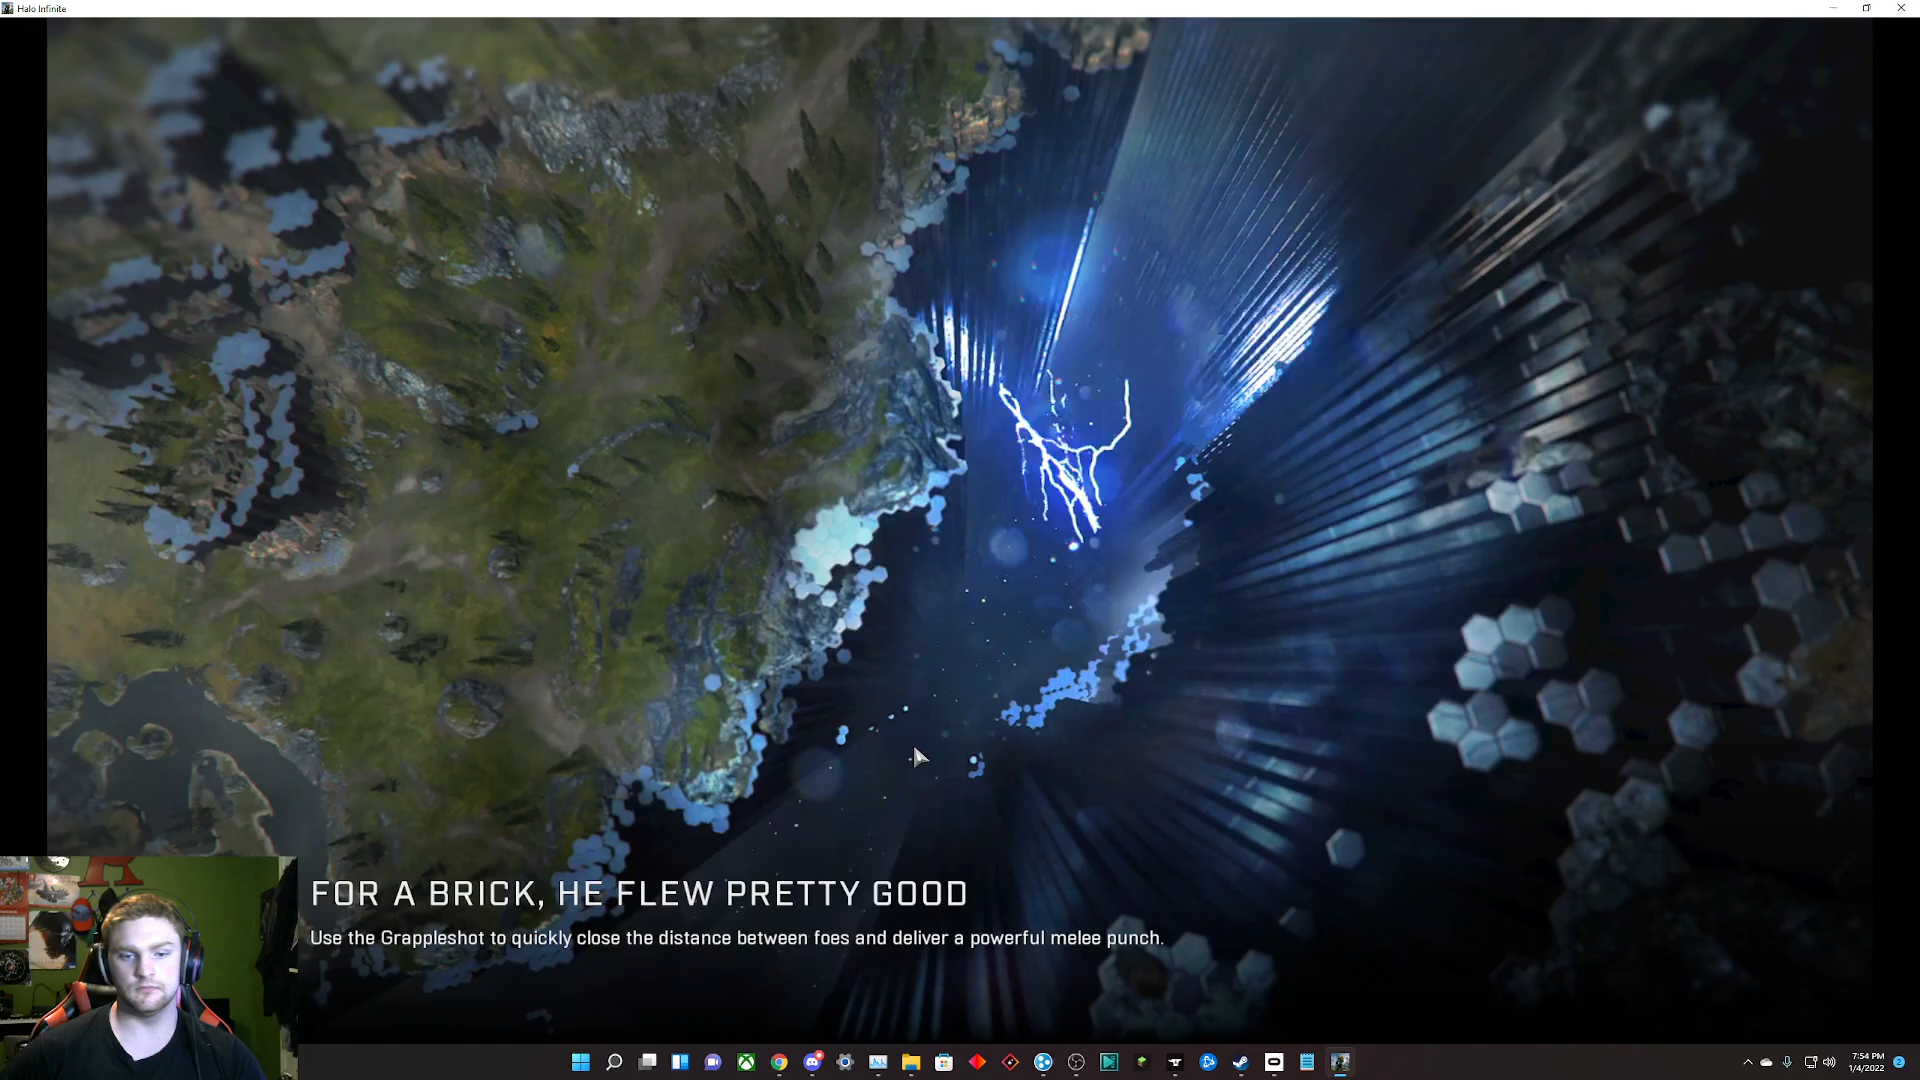 Halo Infinite
FOR A BRICK, HE FLEW PRETTY GOOD
Use the Grappleshot to quickly close the distance between foes and deliver a powerful melee punch.
7:54 PM
1/4/2022
2